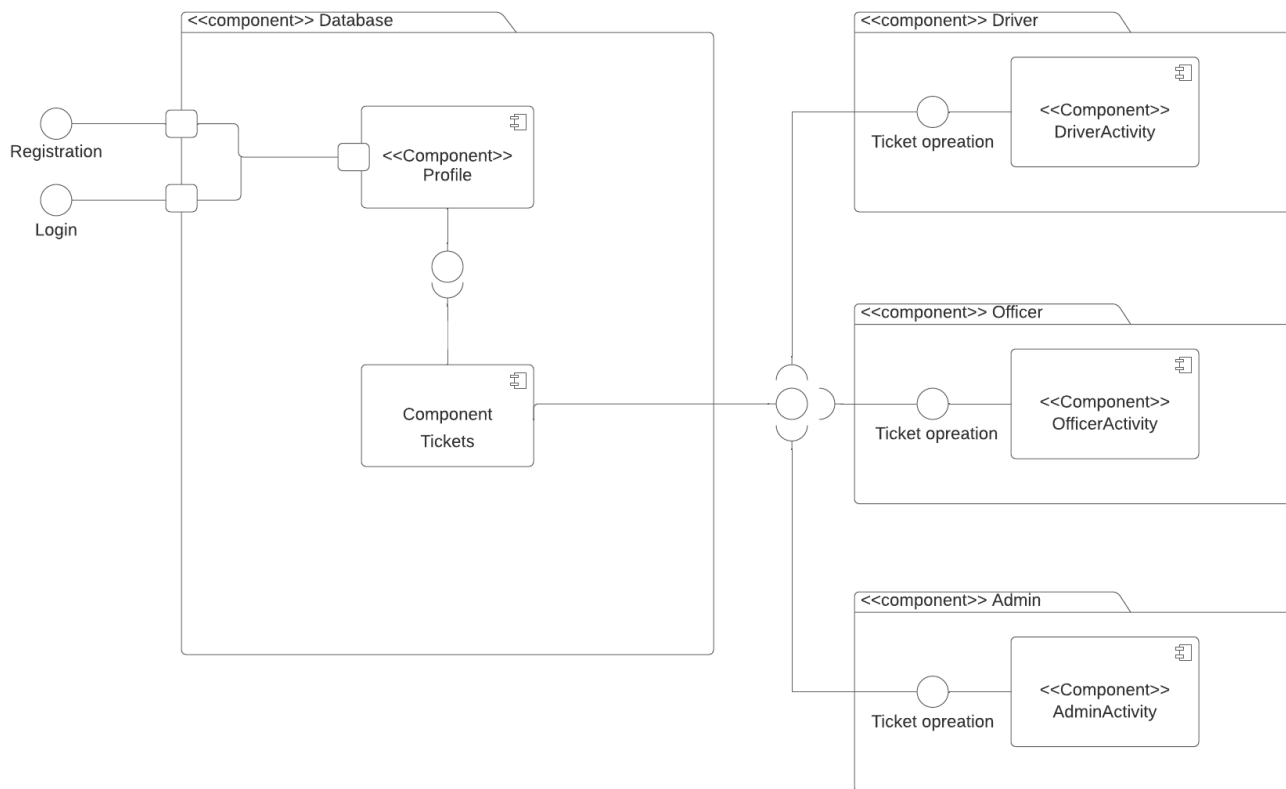 <<component>> Database
Registration
Login
<<Component>>
Profile
Component
Tickets
<<component>> Driver
<<Component>>
DriverActivity
Ticket opreation
<<component>> Officer
<<Component>>
OfficerActivity
Ticket opreation
<<component>> Admin
<<Component>>
AdminActivity
Ticket opreation